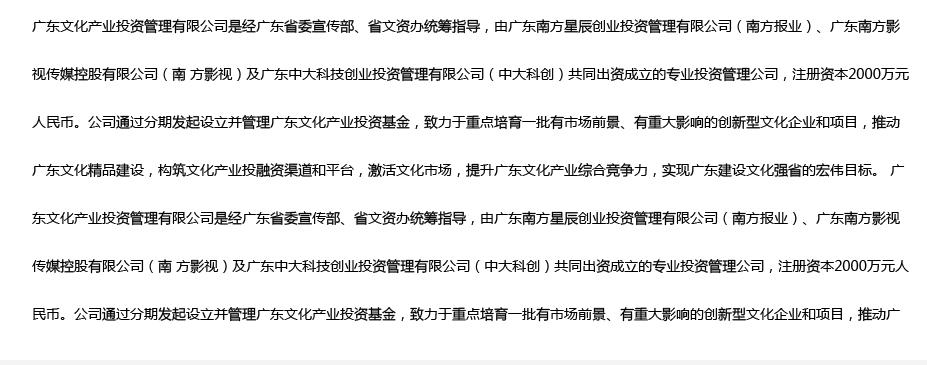 广东文化产业投资管理有限公司是经广东省委宣传部、省文资办统筹指导，由广东南方星辰创业投资管理有限公司（南方报业）、广东南方影
视传媒控股有限公司（南 方影视）及广东中大科技创业投资管理有限公司（中大科创）共同出资成立的专业投资管理公司，注册资本2000万元
人民币。公司通过分期发起设立并管理广东文化产业投资基金，致力于重点培育一批有市场前景、有重大影响的创新型文化企业和项目，推动
广东文化精品建设，构筑文化产业投融资渠道和平台，激活文化市场，提升广东文化产业综合竞争力，实现广东建设文化强省的宏伟目标。 广
东文化产业投资管理有限公司是经广东省委宣传部、省文资办统筹指导，由广东南方星辰创业投资管理有限公司（南方报业）、广东南方影视
传媒控股有限公司（南 方影视）及广东中大科技创业投资管理有限公司（中大科创）共同出资成立的专业投资管理公司，注册资本2000万元人
民币。公司通过分期发起设立并管理广东文化产业投资基金，致力于重点培育一批有市场前景、有重大影响的创新型文化企业和项目，推动广